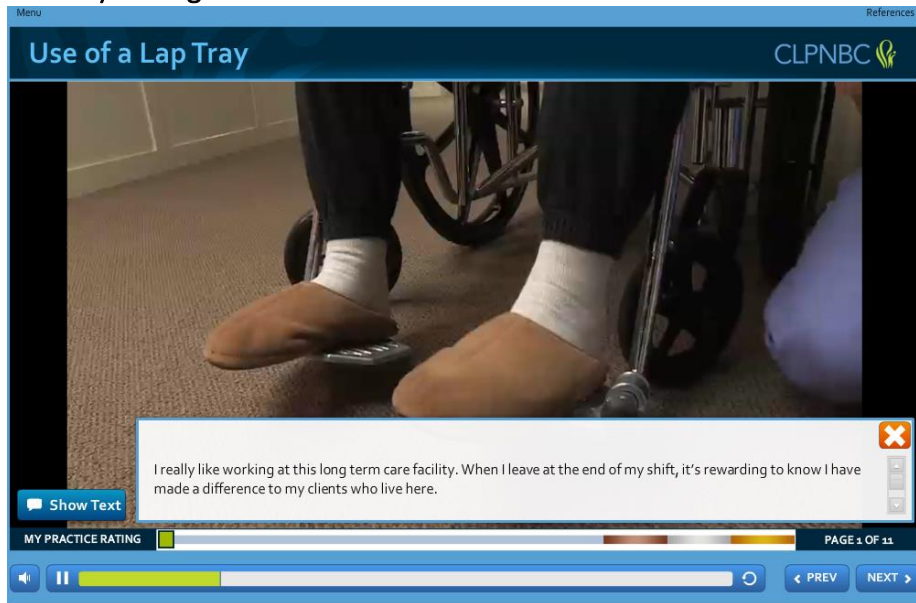 Menu
References
Use of a Lap Tray
CLPNBC
I really like working at this long term care facility. When I leave at the end of my shift, it's rewarding to know I have
made a difference to my clients who live here.
Show Text
MY PRACTICE RATING
PAGE 1 OF 11
PREV
NEXT